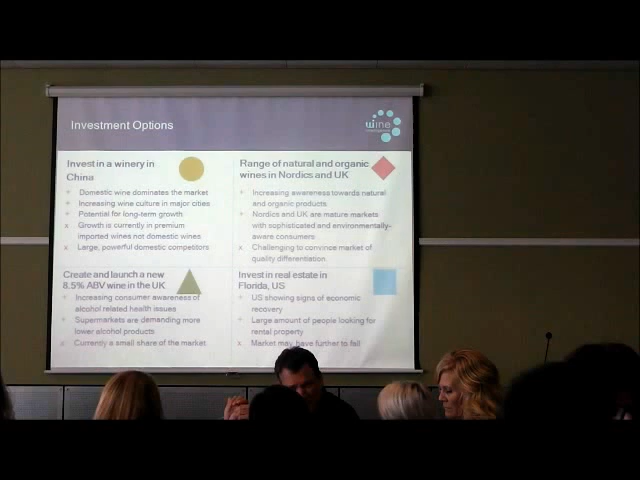 Investment Options
wine
Invest in a winery in
China
+ Domestic wine dominates the market
+ Increasing wine culture in major cities
+ Potential for long-term growth
x Growth is currently in premium
imported wines not domestic wines
x Large, powerful domestic competitors
Range of natural and organic
wines in Nordics and UK
+ Increasing awareness towards natural
and organic products
+ Nordics and UK are mature markets
with sophisticated and environmentally-
aware consumers
x Challenging to convince market of
quality differentiation.
Create and launch a new
8.5% ABV wine in the UK
+ Increasing consumer awareness of
alcohol related health issues
+ Supermarkets are demanding more
lower alcohol products
x Currently a small share of the market
Invest in real estate in
Florida, US
+ US showing signs of economic
recovery
+ Large amount of people looking for
rental property
x Market may have further to fall